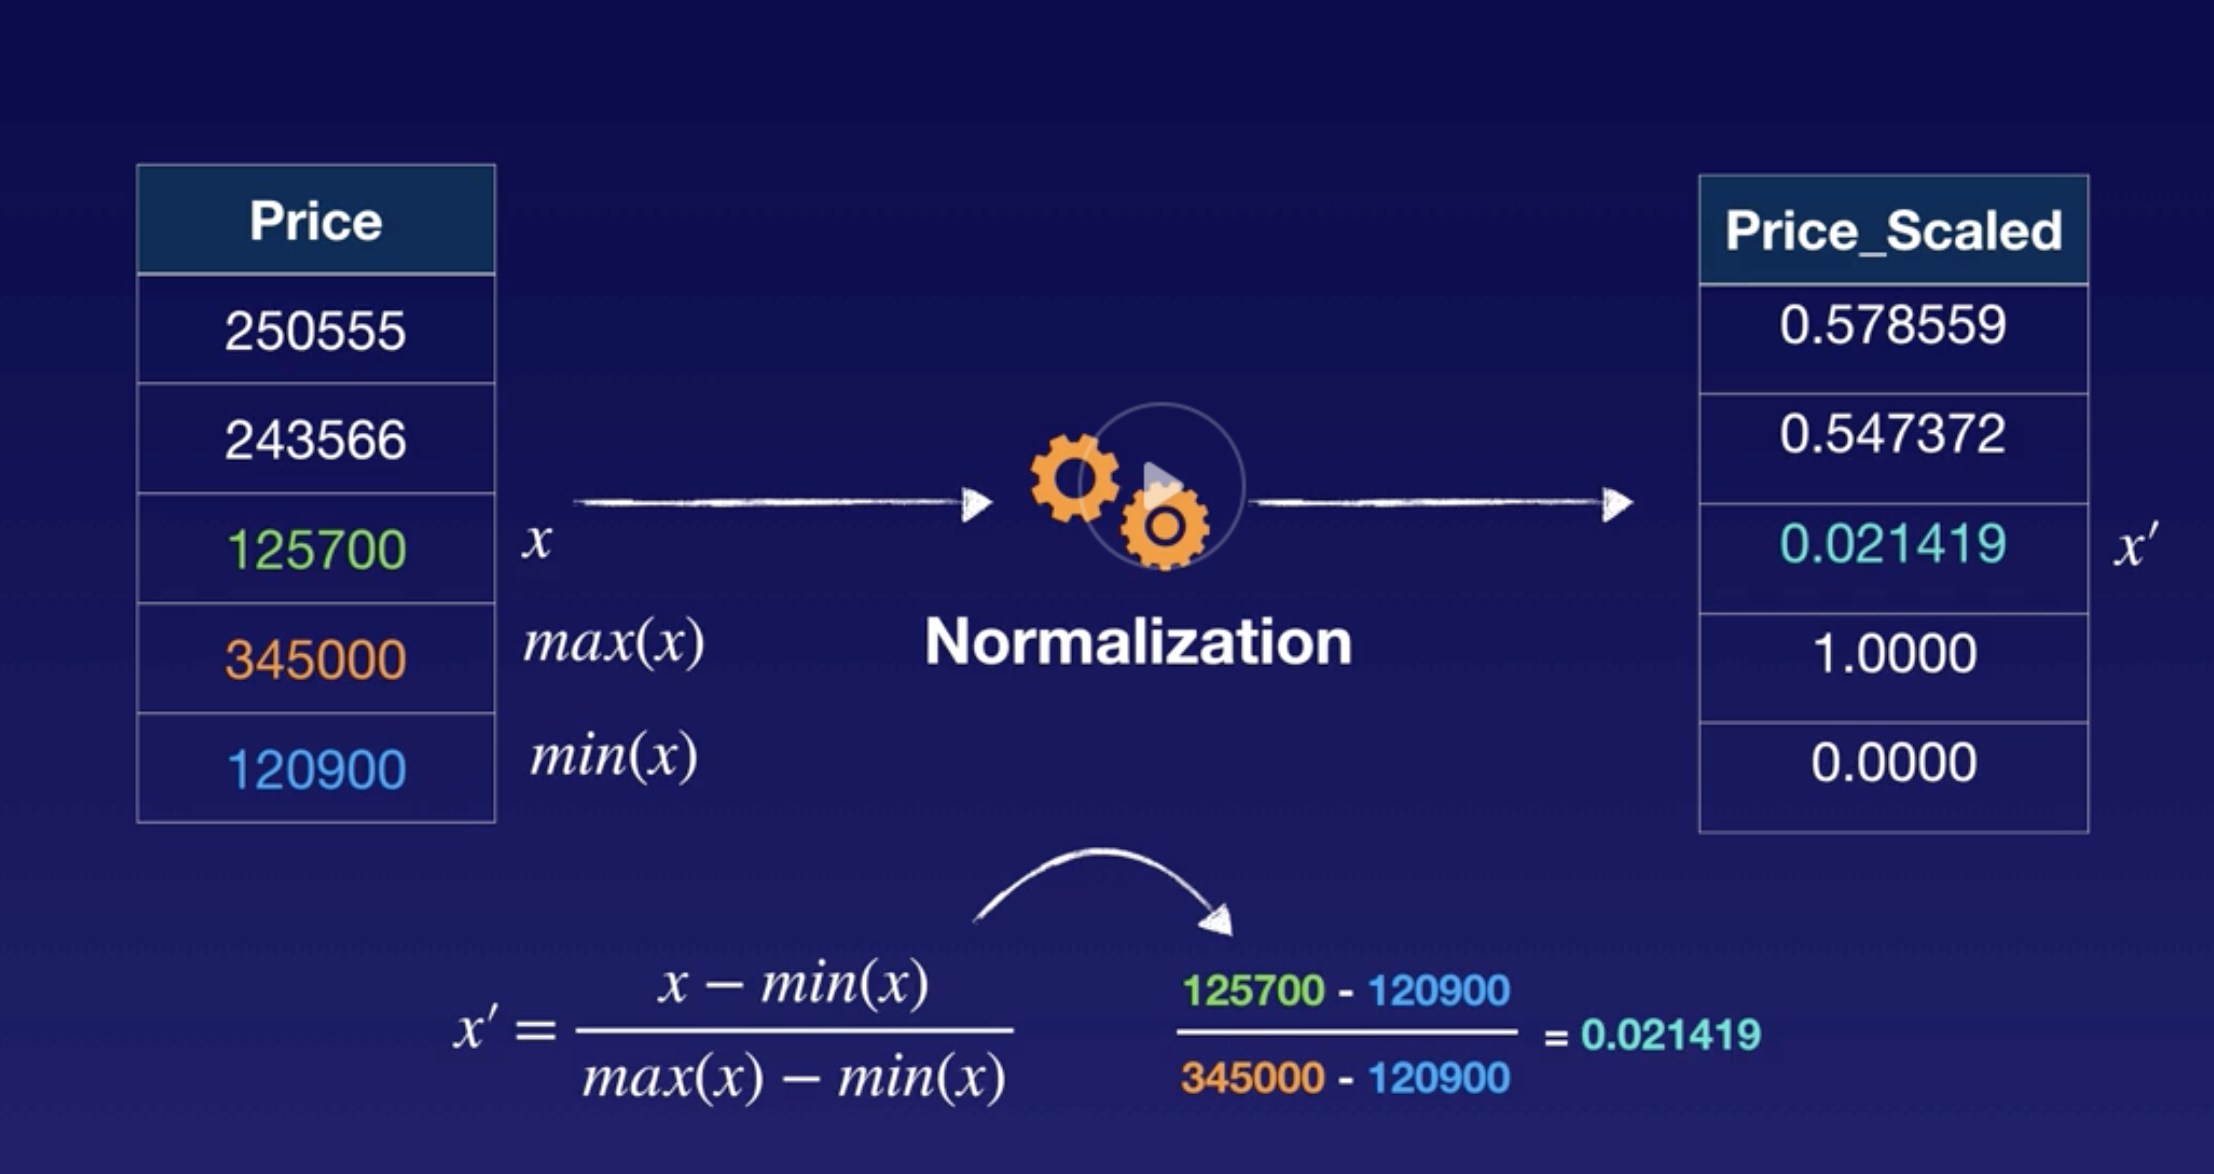 Price
250555
243566
125700
345000
120900
x
max(x)
min(x)
Normalization
Price_Scaled
0.578559
0.547372
0.021419
1.0000
0.0000
x′
x′ = x − min(x) / max(x) − min(x)
125700 - 120900
345000 - 120900
= 0.021419